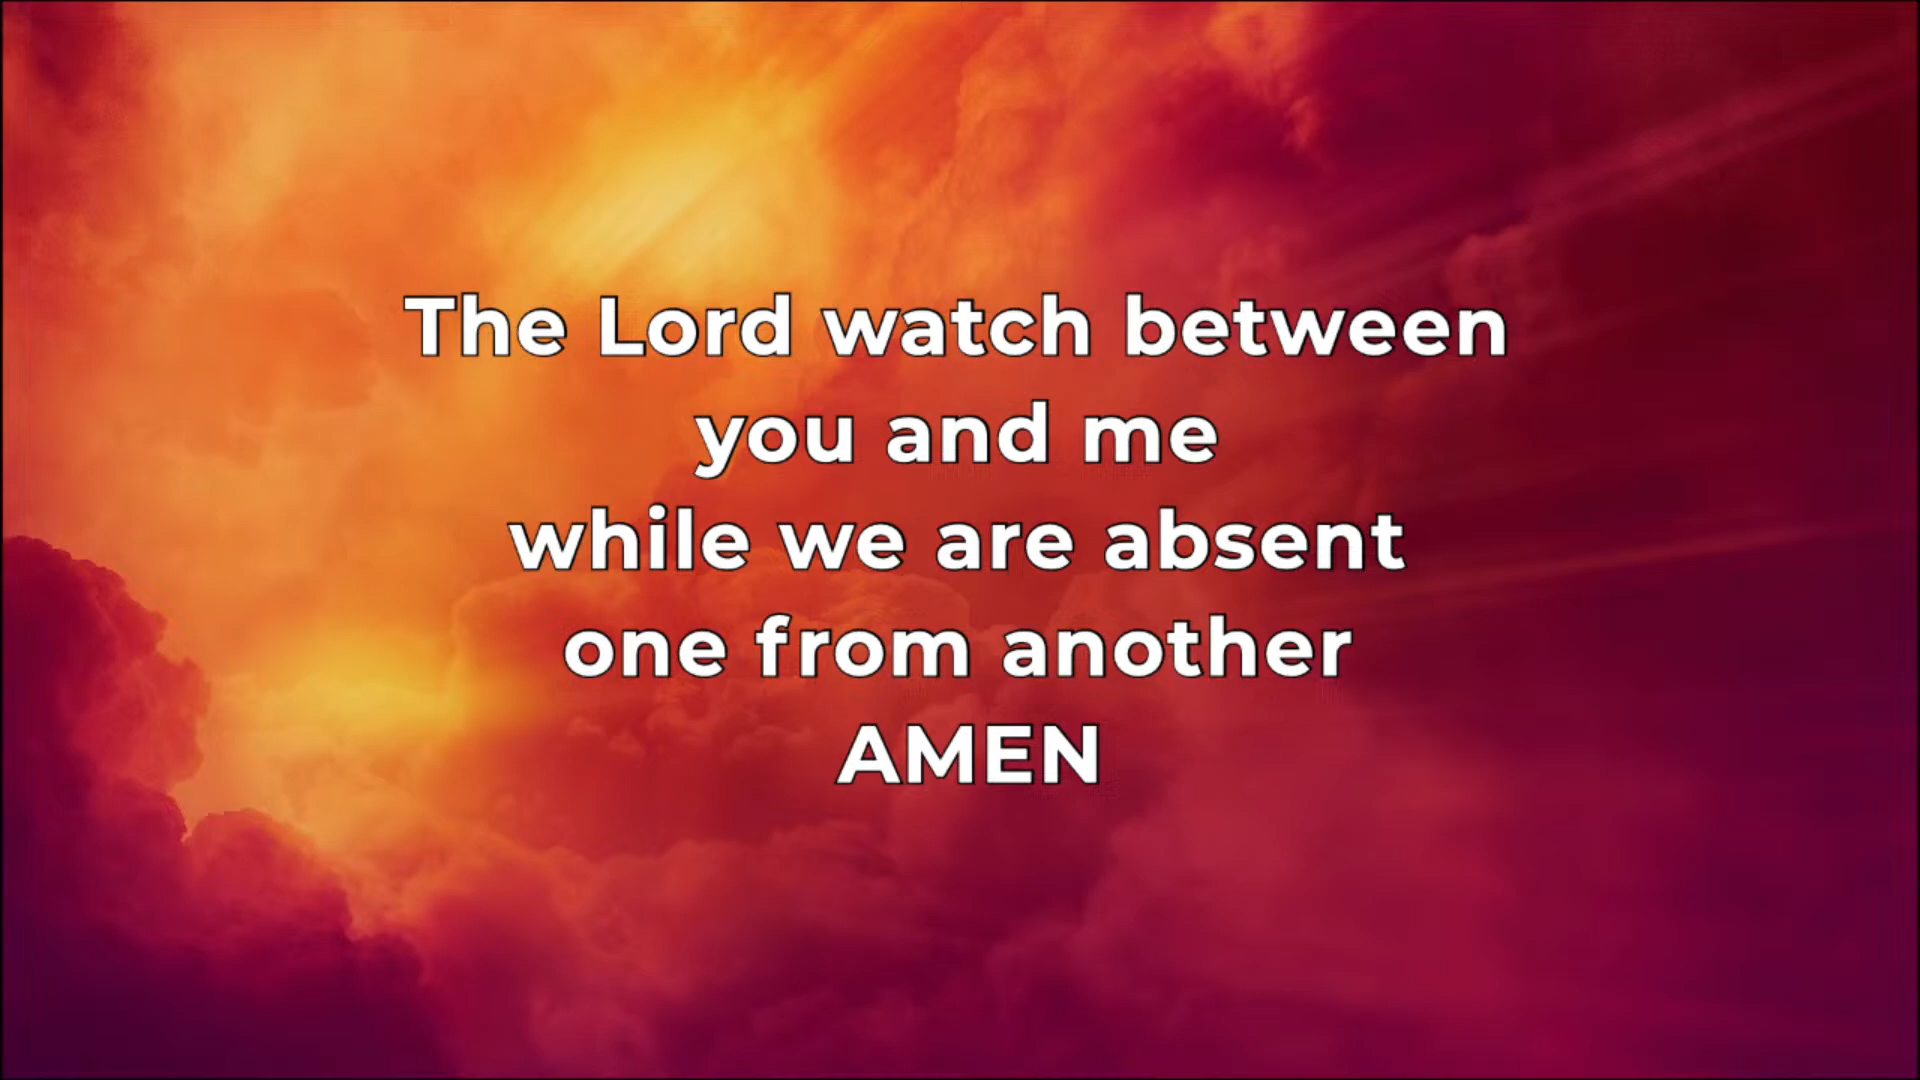 The Lord watch between
you and me
while we are absent
one from another
AMEN